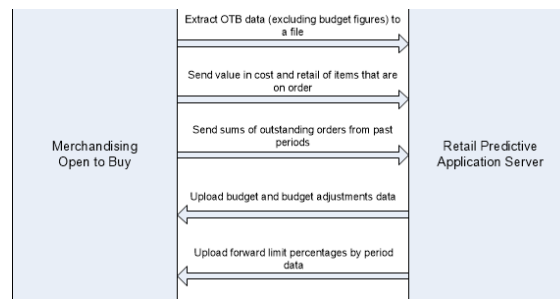 Extract OTB data (excluding budget figures) to
a file
Send value in cost and retail of items that are
on order
Send sums of outstanding orders from past
periods
Merchandising
Open to Buy
Retail Predictive
Application Server
Upload budget and budget adjustments data
Upload forward limit percentages by period
data